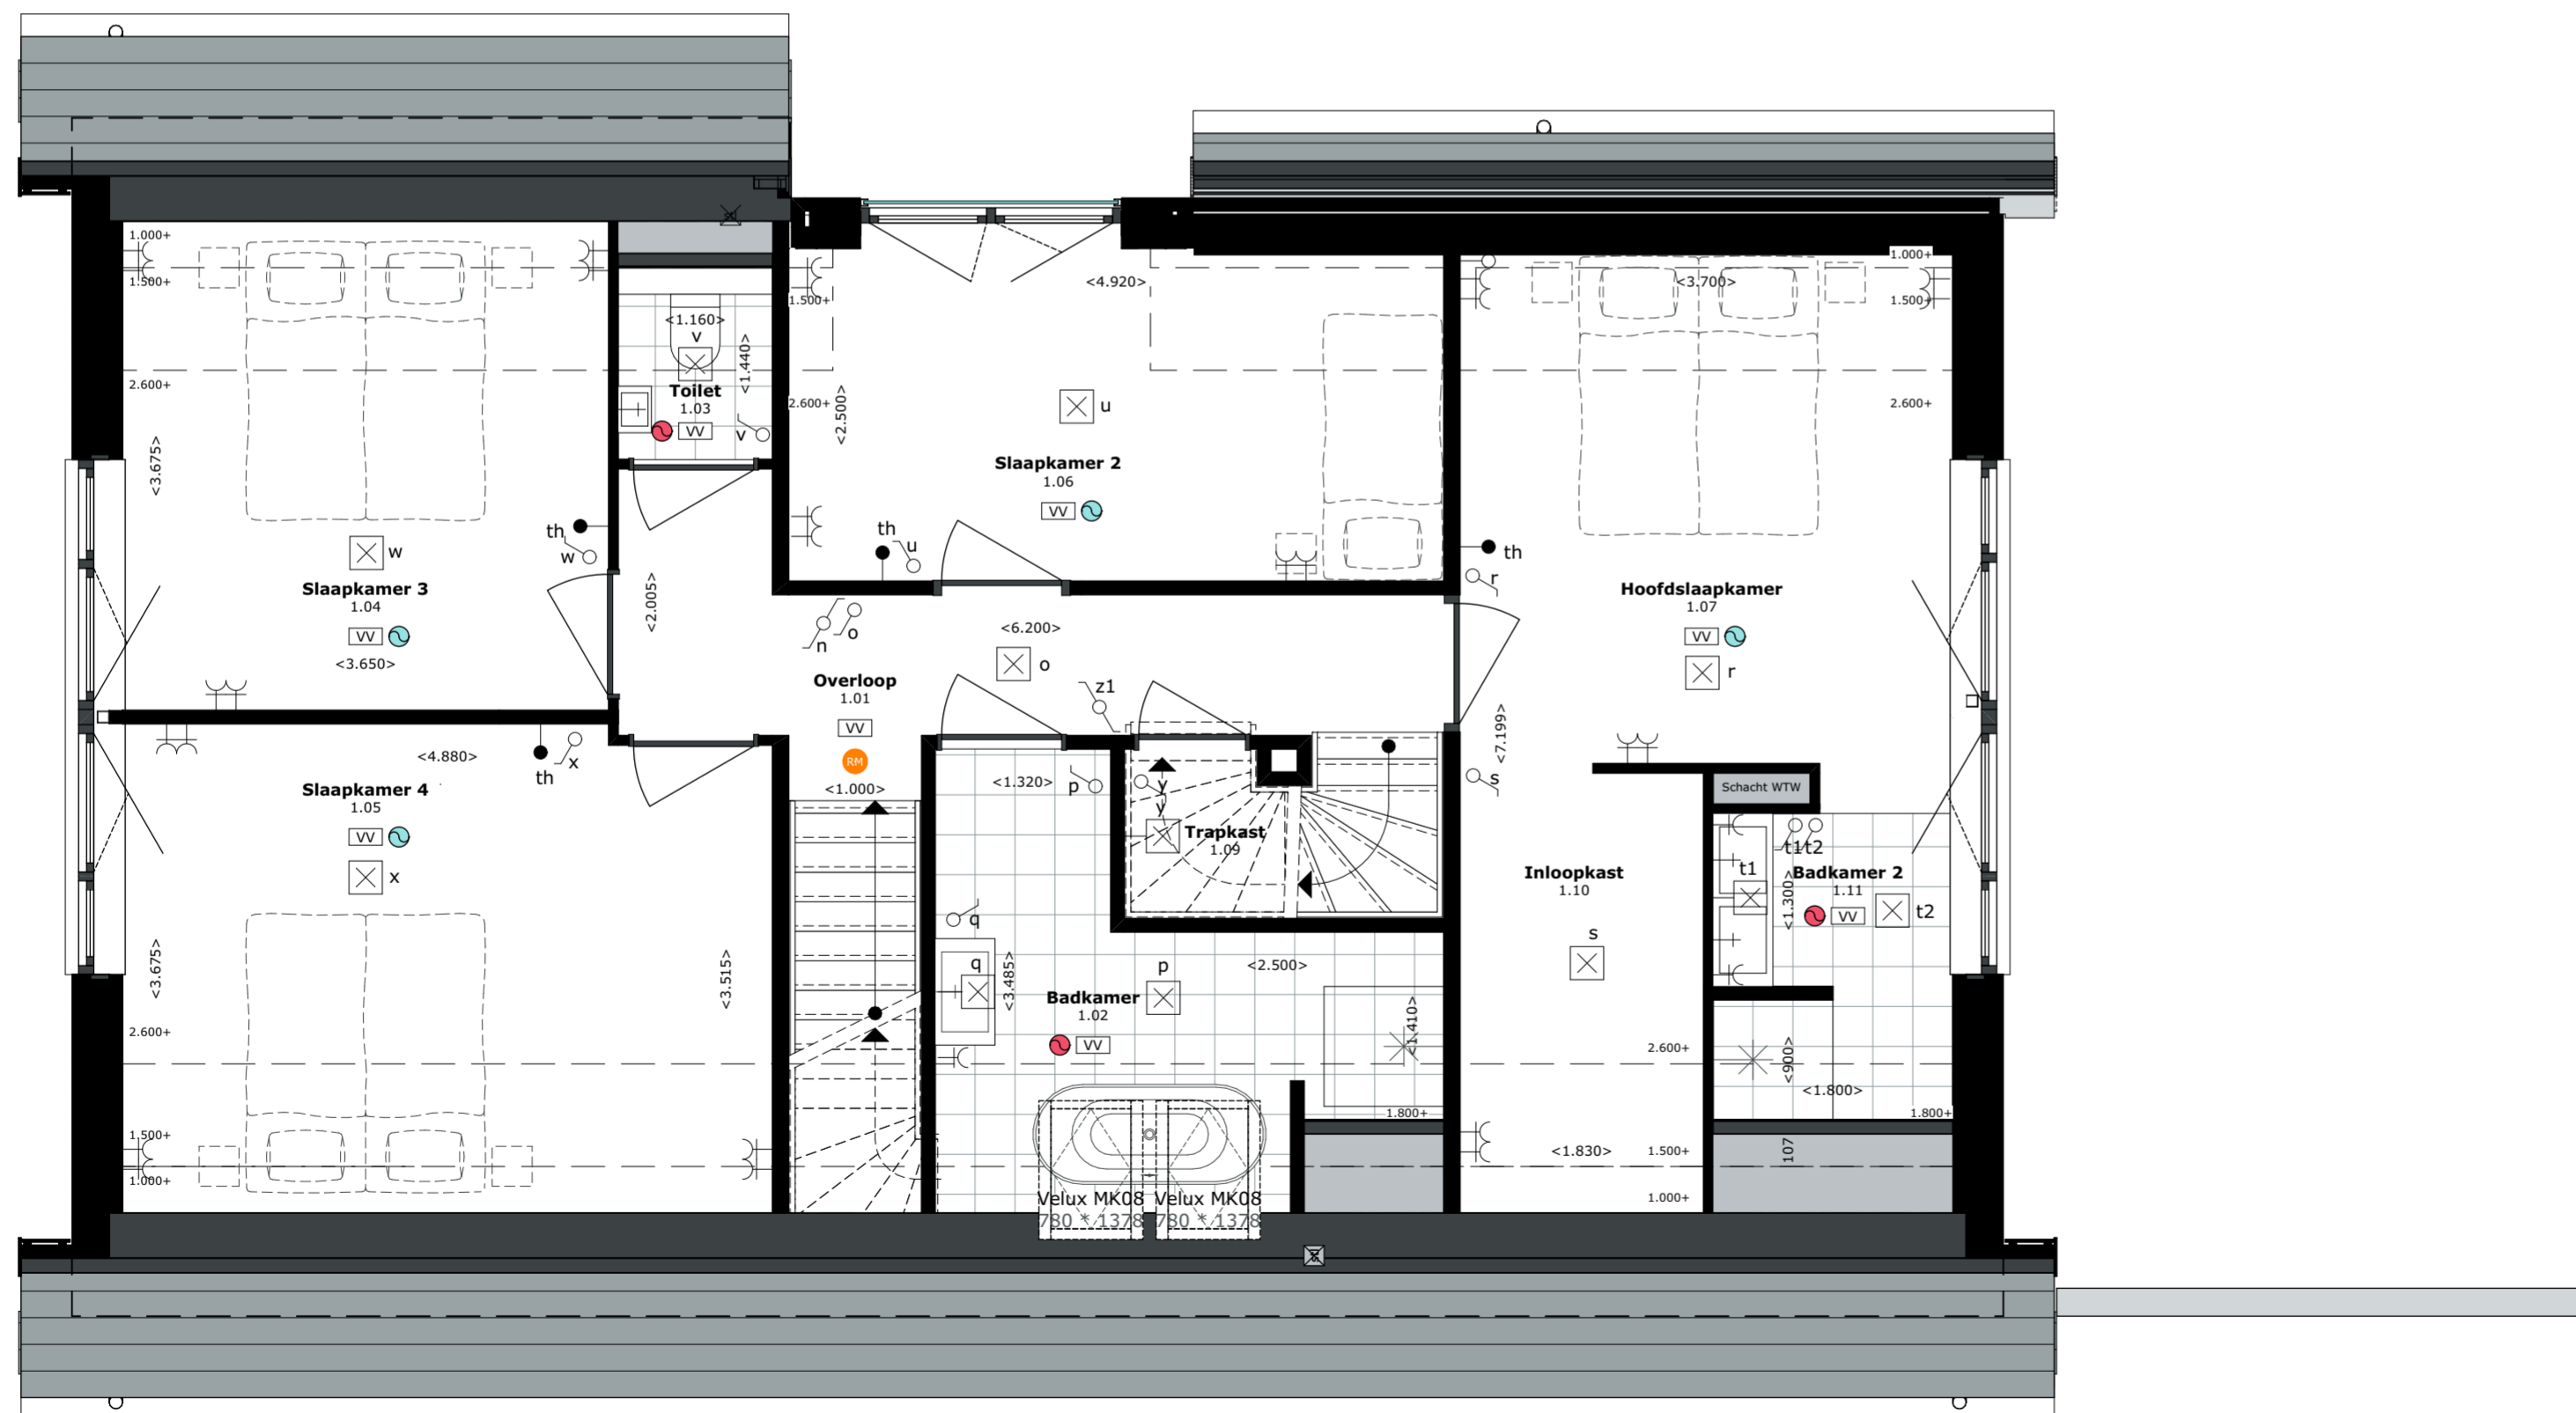 1.000+
1.500+
2.600+
<3.675>
th
w
w
Slaapkamer 3
1.04
VV
<3.650>
<1.160>
v
<1.440>
Toilet
1.03
VV
v
<2.005>
1.500+
2.600+
<2.500>
<4.920>
u
Slaapkamer 2
1.06
VV
th
u
<3.700>
1.000+
1.500+
2.600+
th
r
Hoofdslaapkamer
1.07
VV
r
<7.199>
s
n
o
<6.200>
o
Overloop
1.01
VV
RM
<1.000>
z1
<4.880>
th
x
Slaapkamer 4
1.05
VV
x
<3.675>
<3.515>
2.600+
1.500+
1.000+
<1.320>
p
y
y
Trapkast
1.09
q
q
<3.485>
p
<2.500>
Badkamer
1.02
VV
<1.410>
1.800+
Velux MK08
780 * 1378
Velux MK08
780 * 1378
Inloopkast
1.10
s
2.600+
<1.830>
1.500+
1.000+
Schacht WTW
t1
t2
t1
Badkamer 2
1.11
<1.300>
VV
t2
<900>
<1.800>
1.800+
107